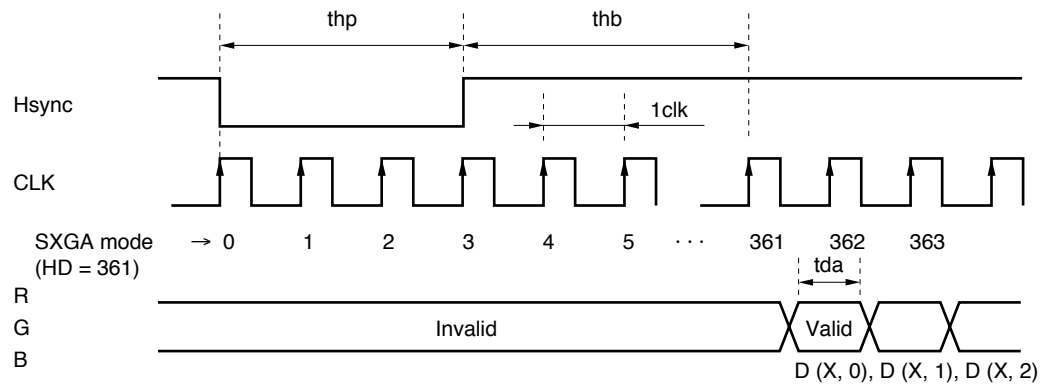 thp thb
Hsync
1clk
CLK
SXGA mode → 0 1 2 3 4 5 · · · 361 362 363
(HD = 361)
tda
R
G Invalid Valid
B
D (X, 0), D (X, 1), D (X, 2)